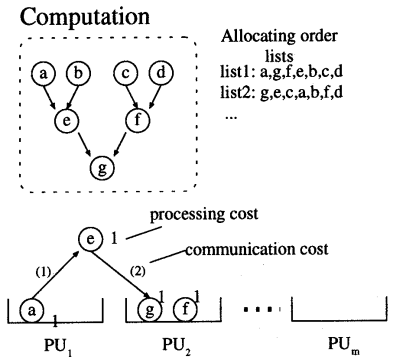 Computation
Allocating order
lists
list1: a,g,f,e,b,c,d
list2: g,e,c,a,b,f,d
...
a b c d
e f
g
processing cost
e 1
communication cost
(1) (2)
a 1 g 1 f 1
PU1 PU2 PUm